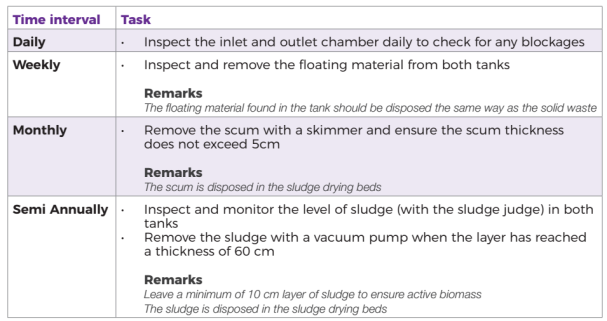 Time interval Task
Daily • Inspect the inlet and outlet chamber daily to check for any blockages
Weekly • Inspect and remove the floating material from both tanks
Remarks
The floating material found in the tank should be disposed the same way as the solid waste
Monthly • Remove the scum with a skimmer and ensure the scum thickness
does not exceed 5cm
Remarks
The scum is disposed in the sludge drying beds
Semi Annually • Inspect and monitor the level of sludge (with the sludge judge) in both
tanks
• Remove the sludge with a vacuum pump when the layer has reached
a thickness of 60 cm
Remarks
Leave a minimum of 10 cm layer of sludge to ensure active biomass
The sludge is disposed in the sludge drying beds